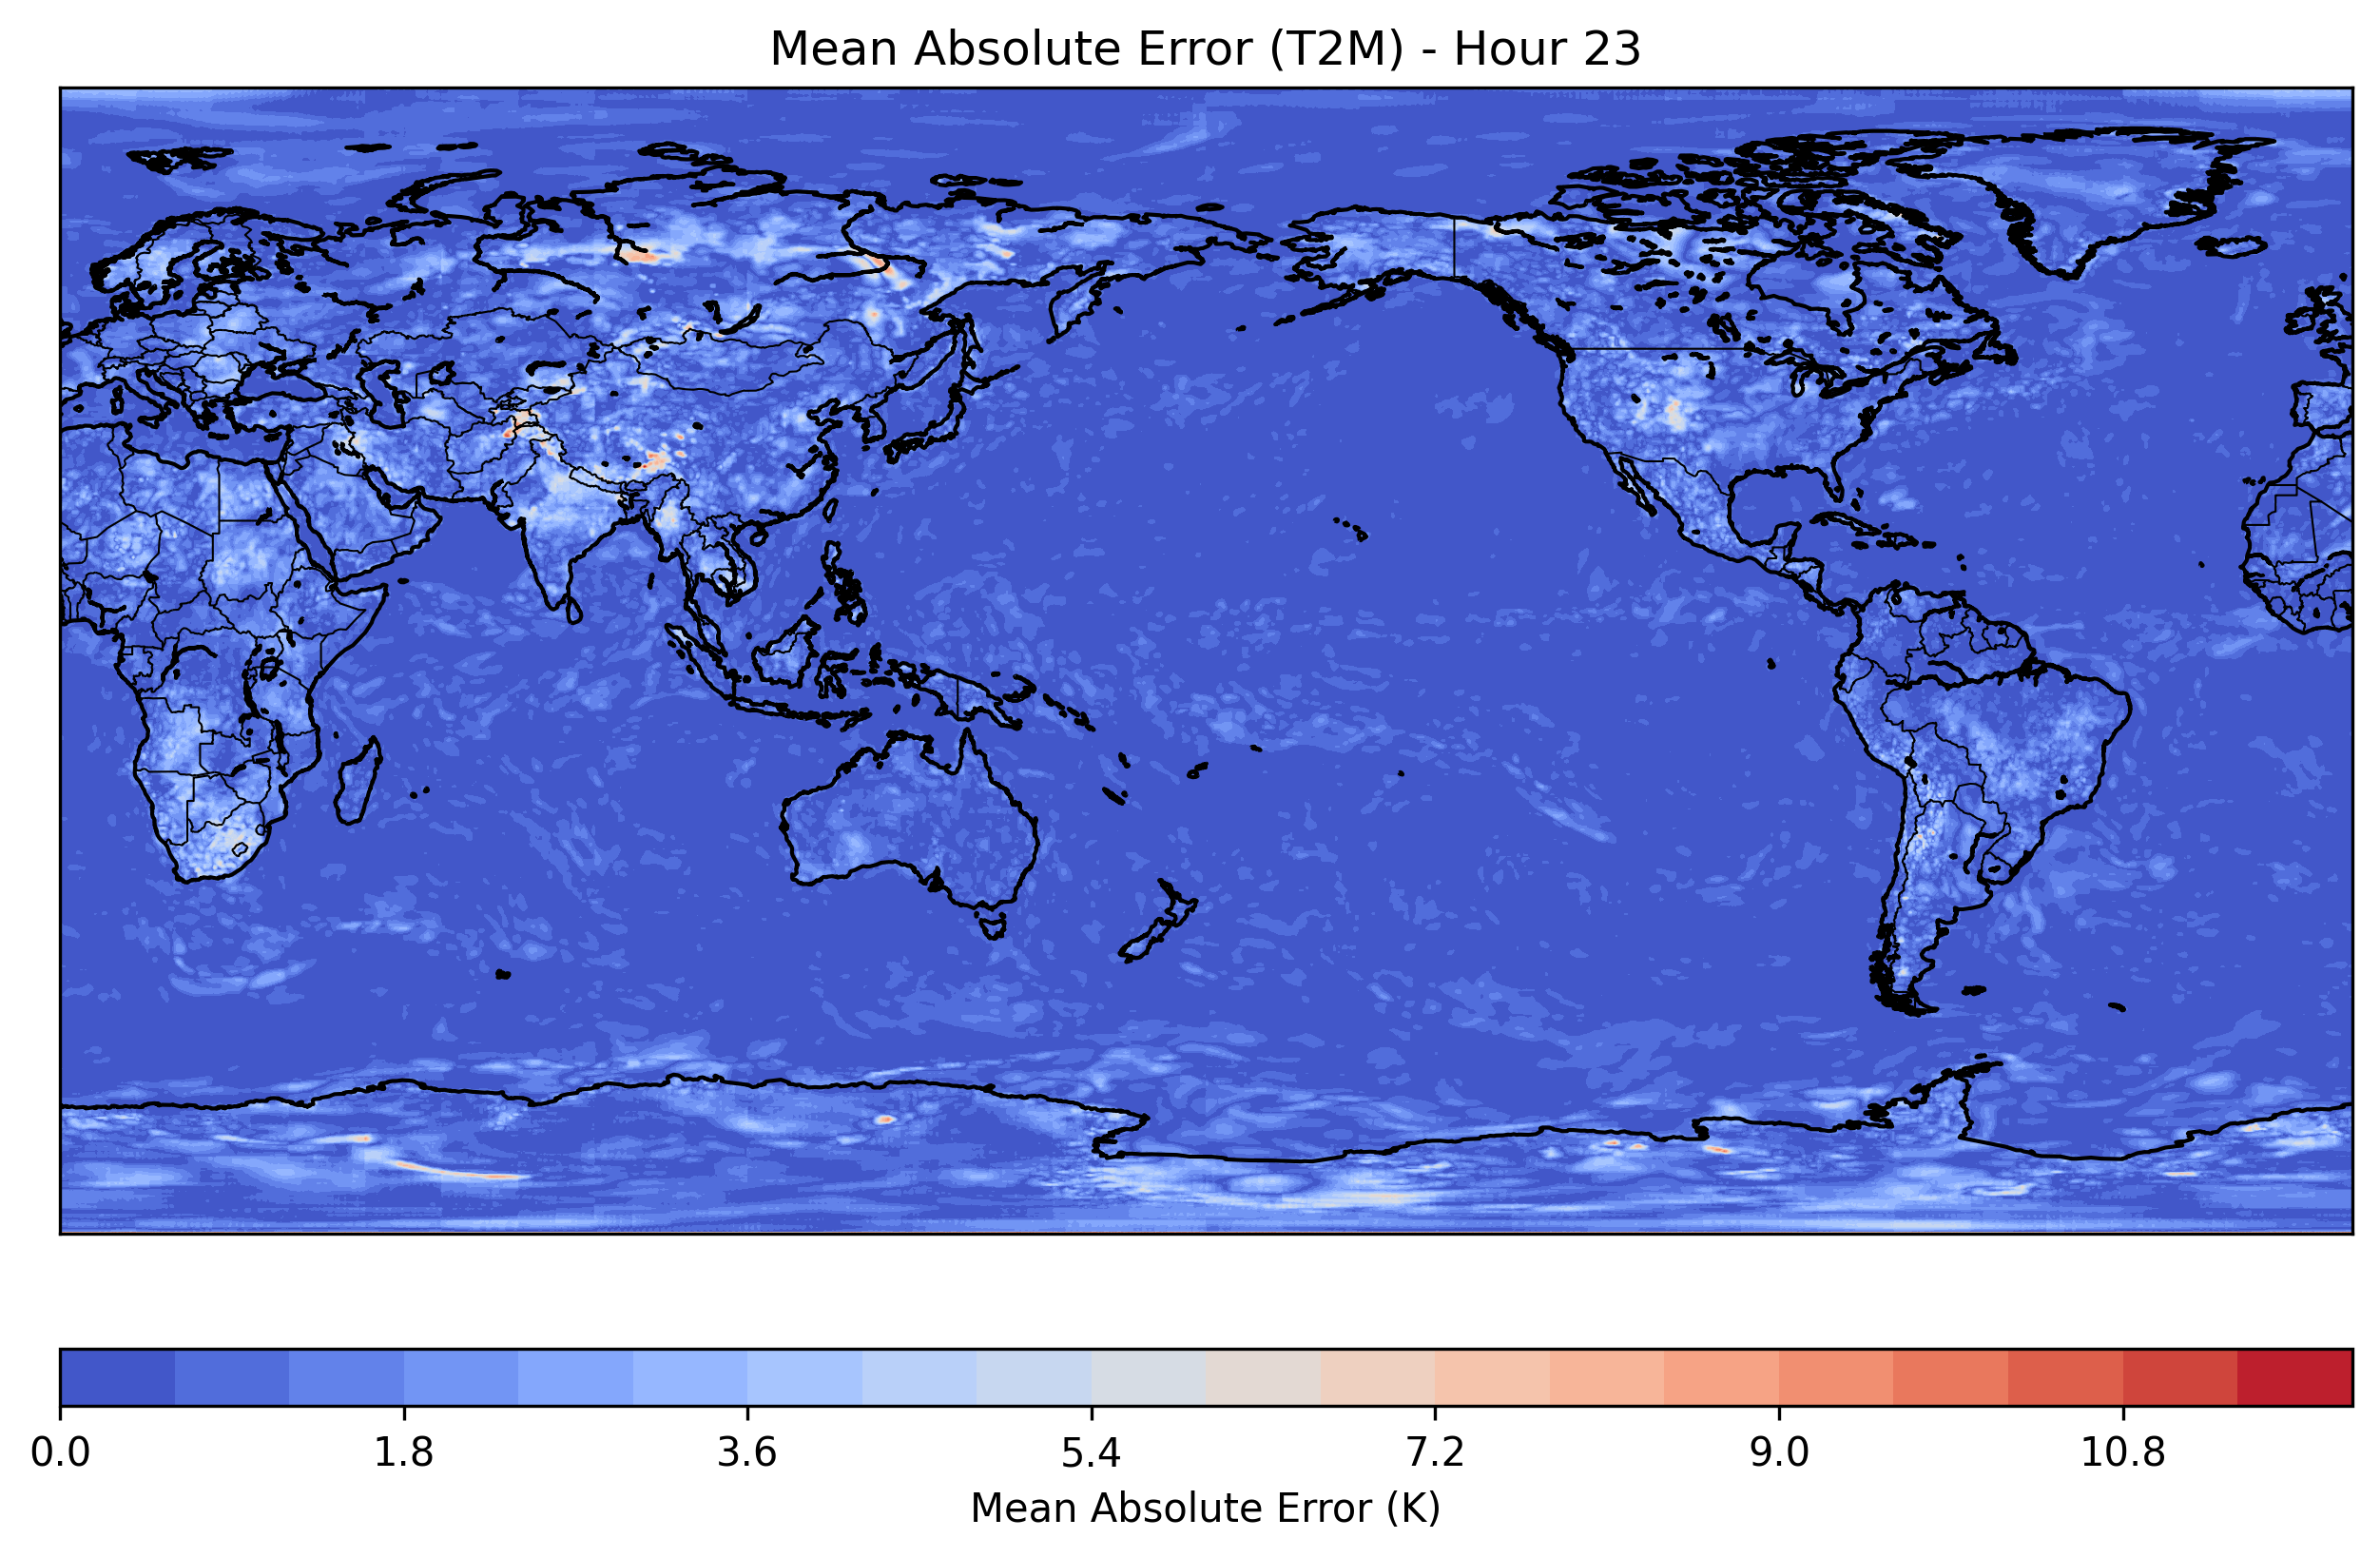 Mean Absolute Error (T2M) - Hour 23
0.0 1.8 3.6 5.4 7.2 9.0 10.8
Mean Absolute Error (K)